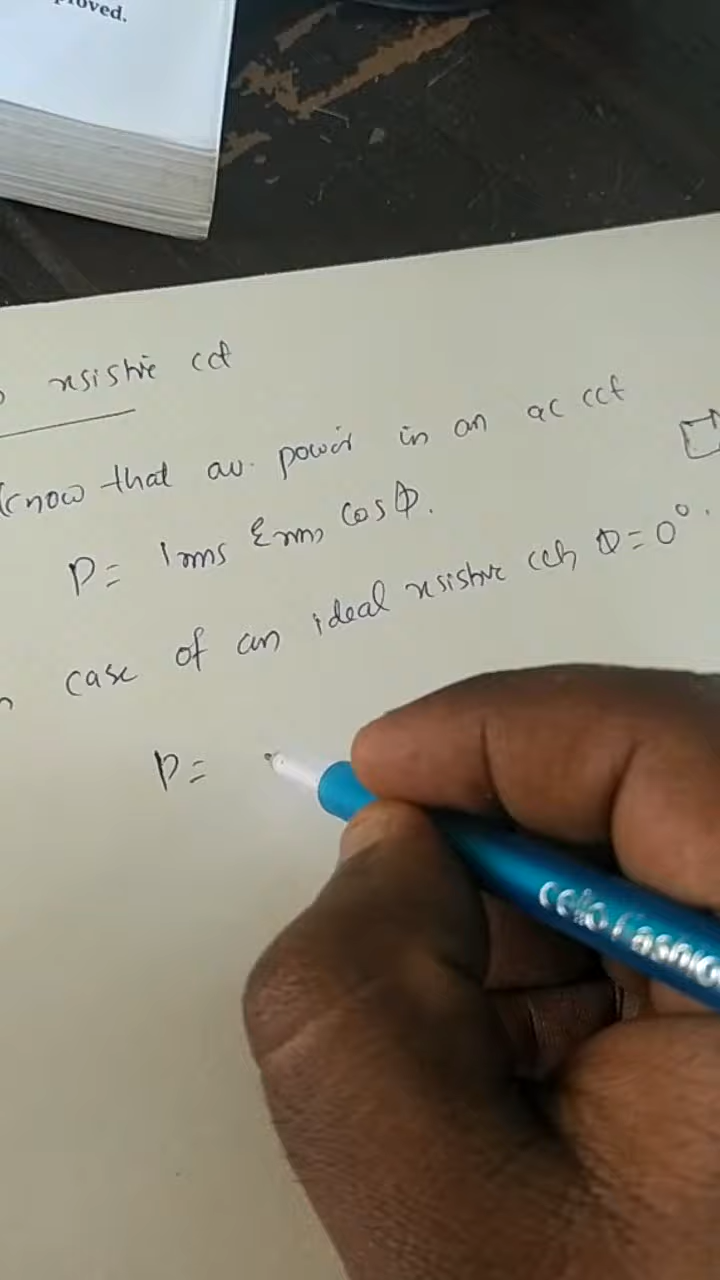 proved.
resistive cct
know that av. power in an ac cct
P = Irms Erms cosΦ.
case of an ideal resistive cct, Φ = 0°.
P =
cello Fashion